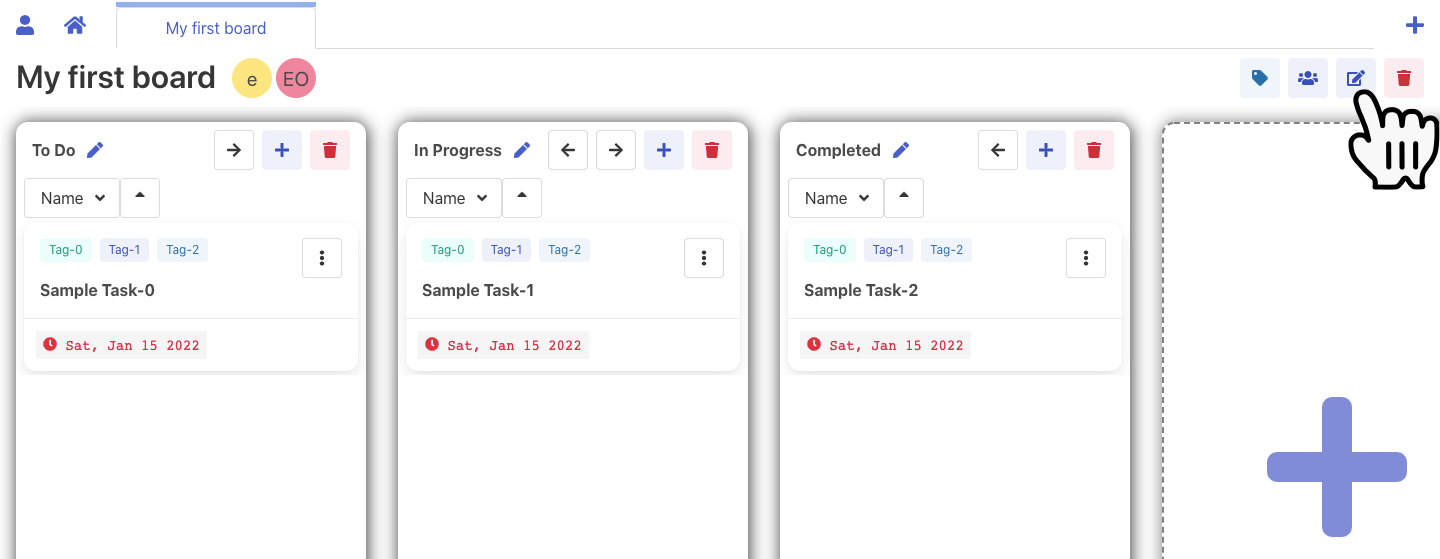 My first board
My first board e EO
To Do
Name
Tag-0 Tag-1 Tag-2
Sample Task-0
Sat, Jan 15 2022
In Progress
Name
Tag-0 Tag-1 Tag-2
Sample Task-1
Sat, Jan 15 2022
Completed
Name
Tag-0 Tag-1 Tag-2
Sample Task-2
Sat, Jan 15 2022